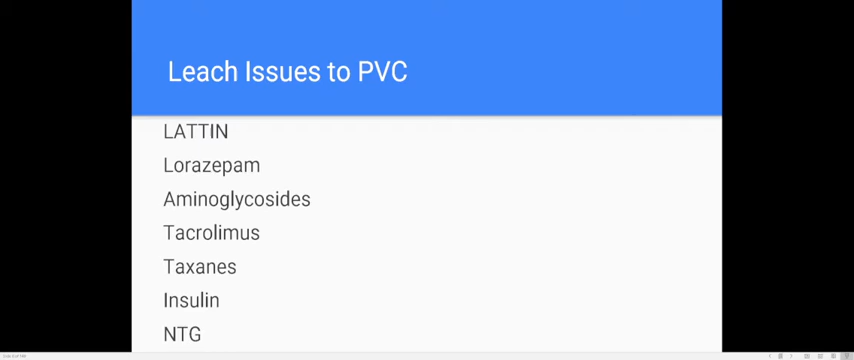 Leach Issues to PVC
LATTIN
Lorazepam
Aminoglycosides
Tacrolimus
Taxanes
Insulin
NTG